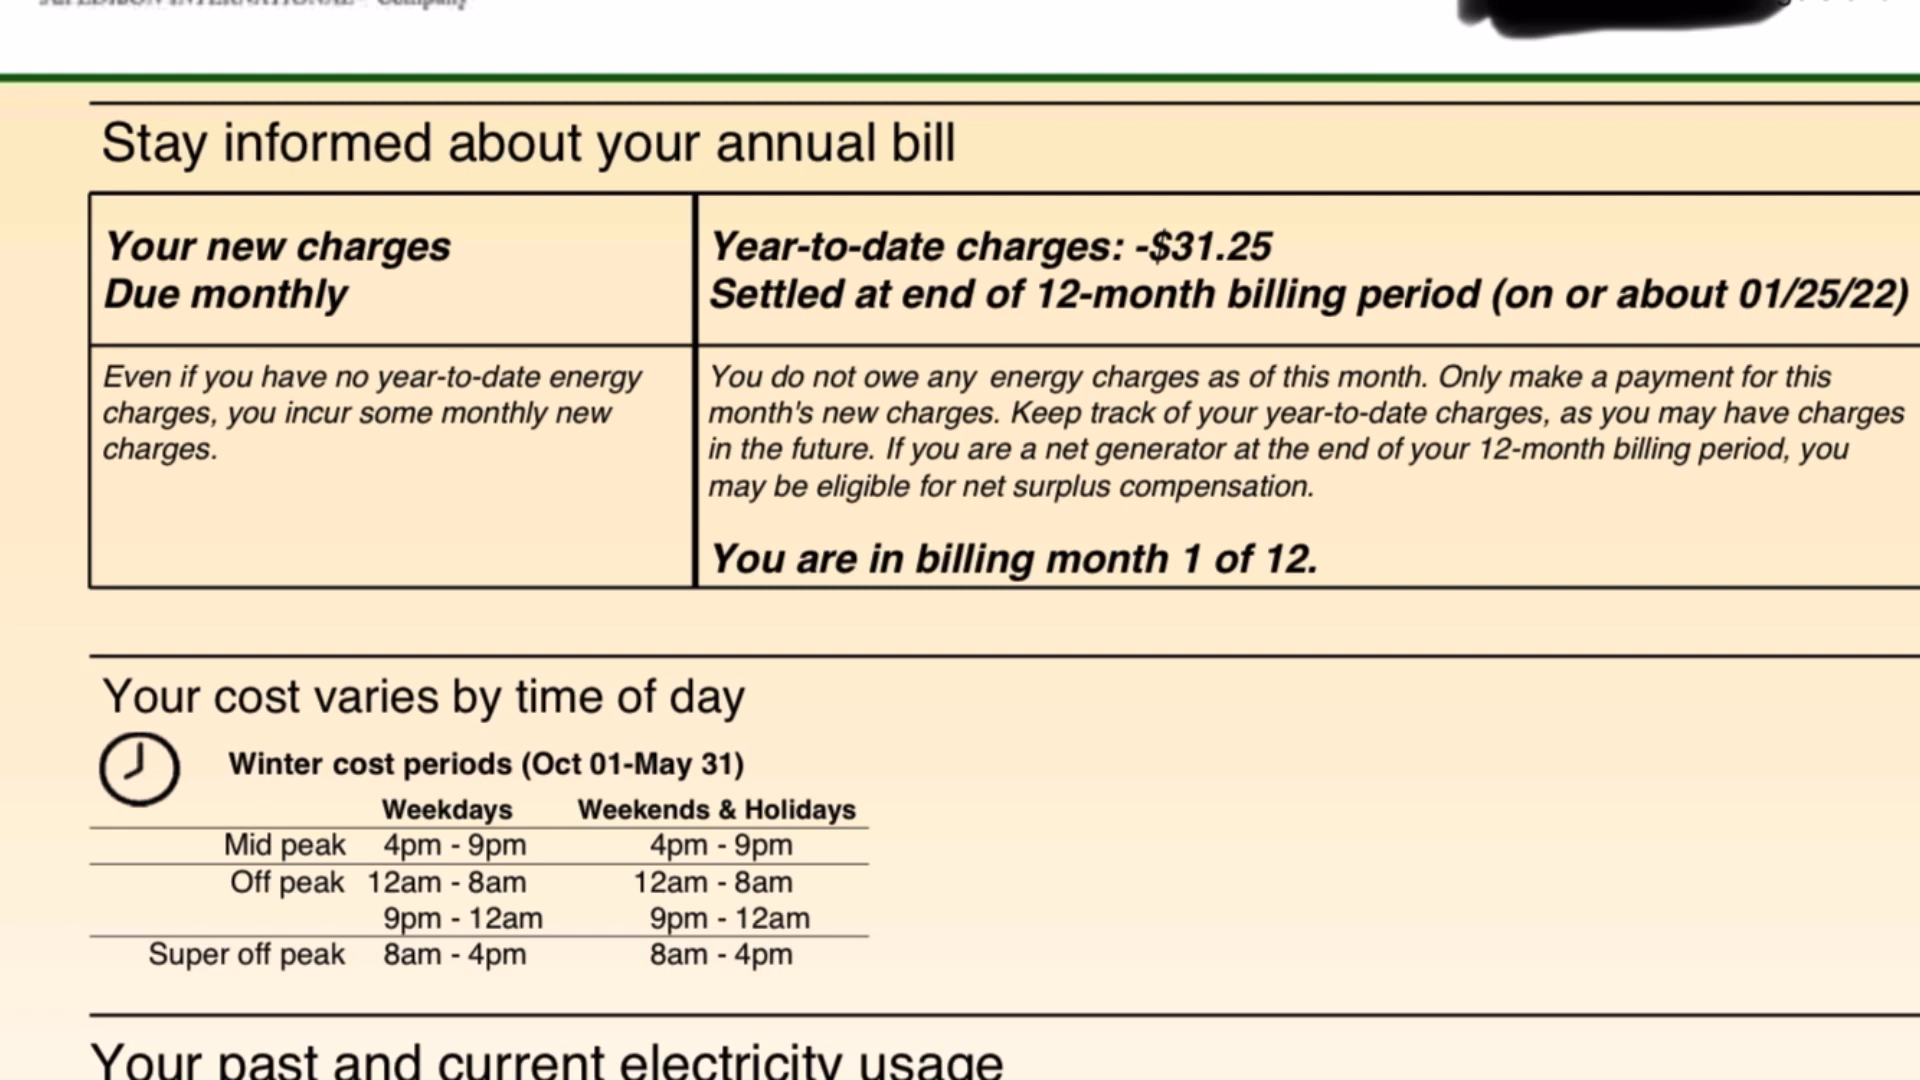 An EDISON INTERNATIONAL® Company
Stay informed about your annual bill
Your new charges
Due monthly
Year-to-date charges: -$31.25
Settled at end of 12-month billing period (on or about 01/25/22)
Even if you have no year-to-date energy
charges, you incur some monthly new
charges.
You do not owe any energy charges as of this month. Only make a payment for this
month's new charges. Keep track of your year-to-date charges, as you may have charges
in the future. If you are a net generator at the end of your 12-month billing period, you
may be eligible for net surplus compensation.
You are in billing month 1 of 12.
Your cost varies by time of day
Winter cost periods (Oct 01-May 31)
Weekdays Weekends & Holidays
Mid peak 4pm - 9pm 4pm - 9pm
Off peak 12am - 8am 12am - 8am
9pm - 12am 9pm - 12am
Super off peak 8am - 4pm 8am - 4pm
Your past and current electricity usage